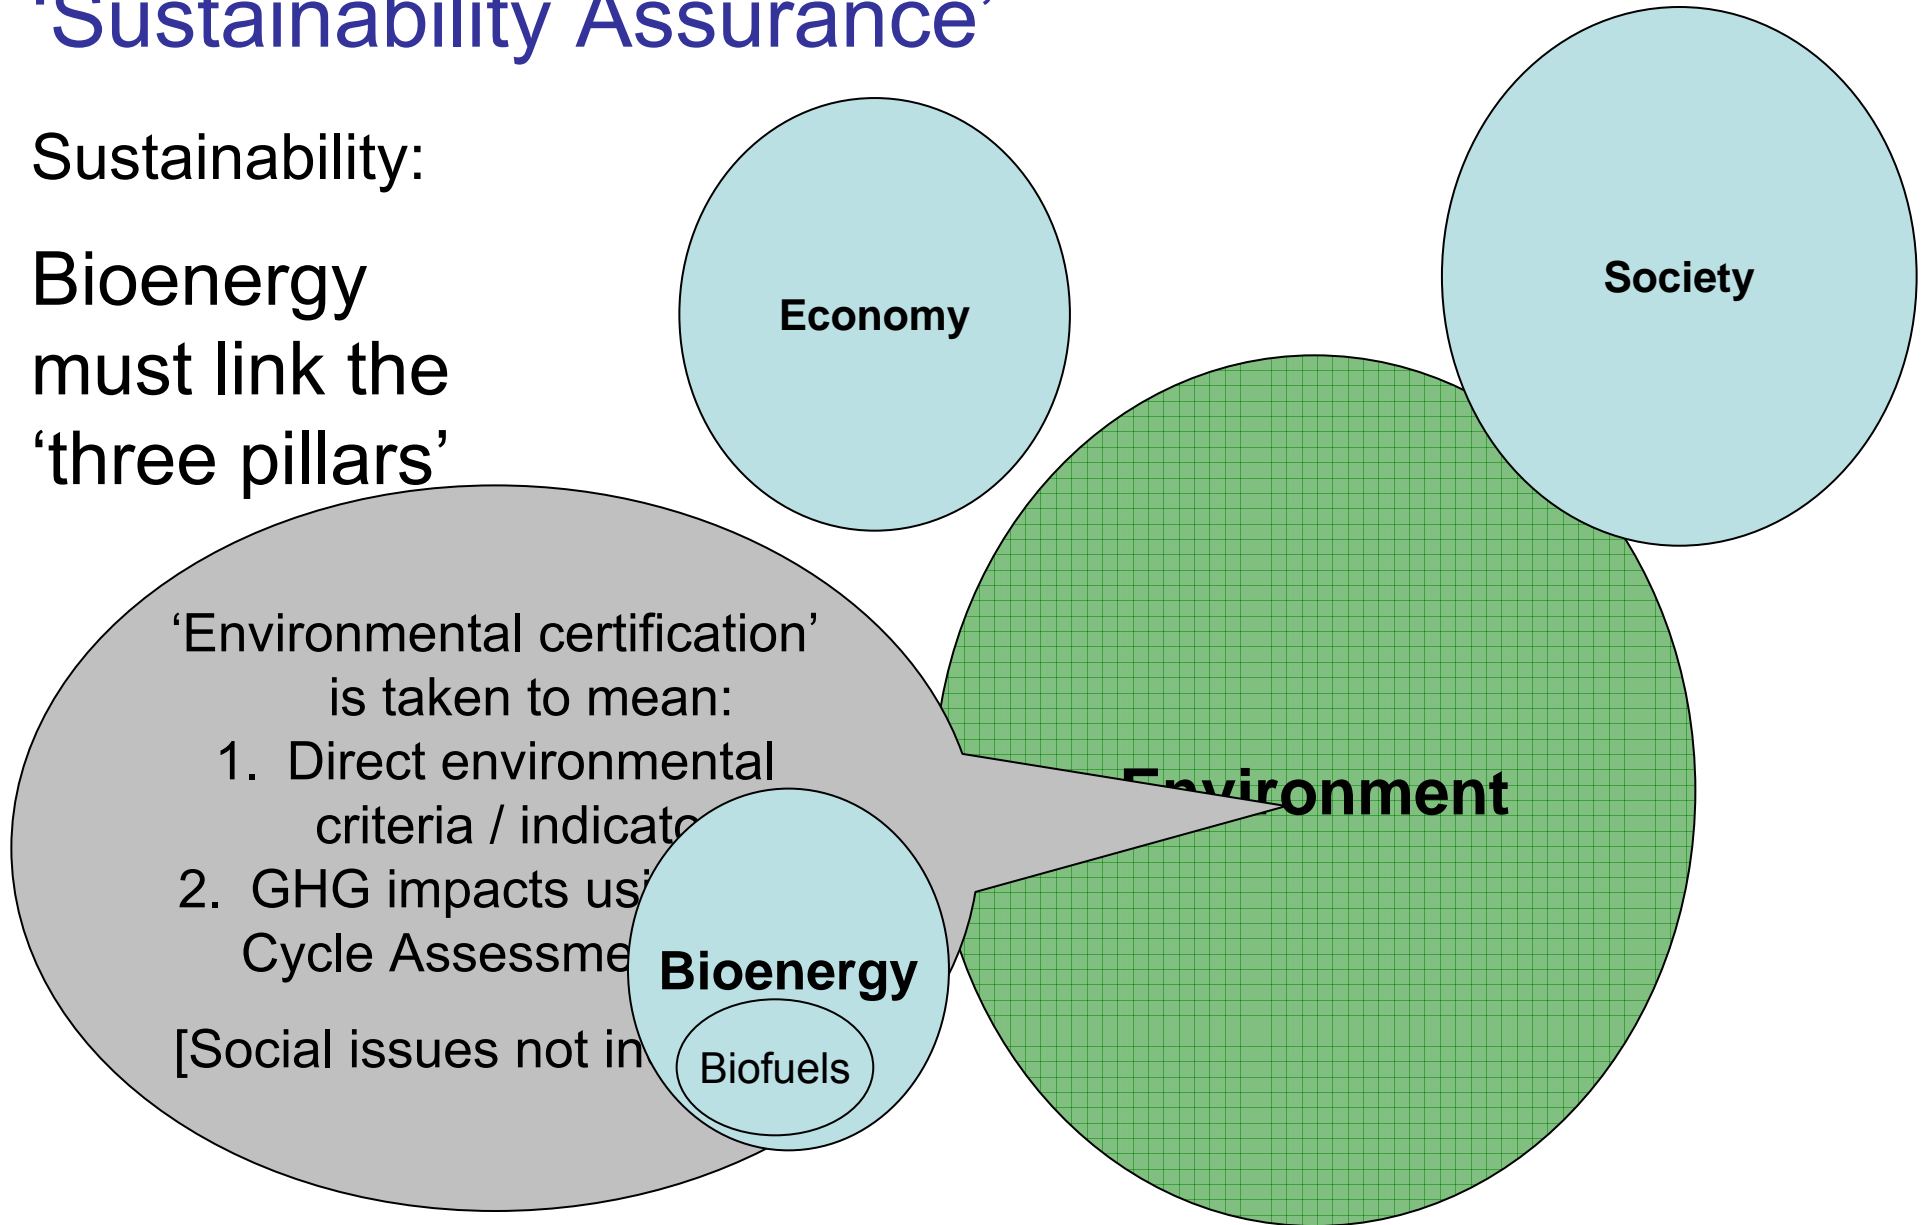 ‘Sustainability Assurance’
Sustainability:
Bioenergy
must link the
‘three pillars’
Economy
Society
Environment
‘Environmental certification’
is taken to mean:
1. Direct environmental
criteria / indicato
2. GHG impacts usi
Cycle Assessme
[Social issues not in
Bioenergy
Biofuels